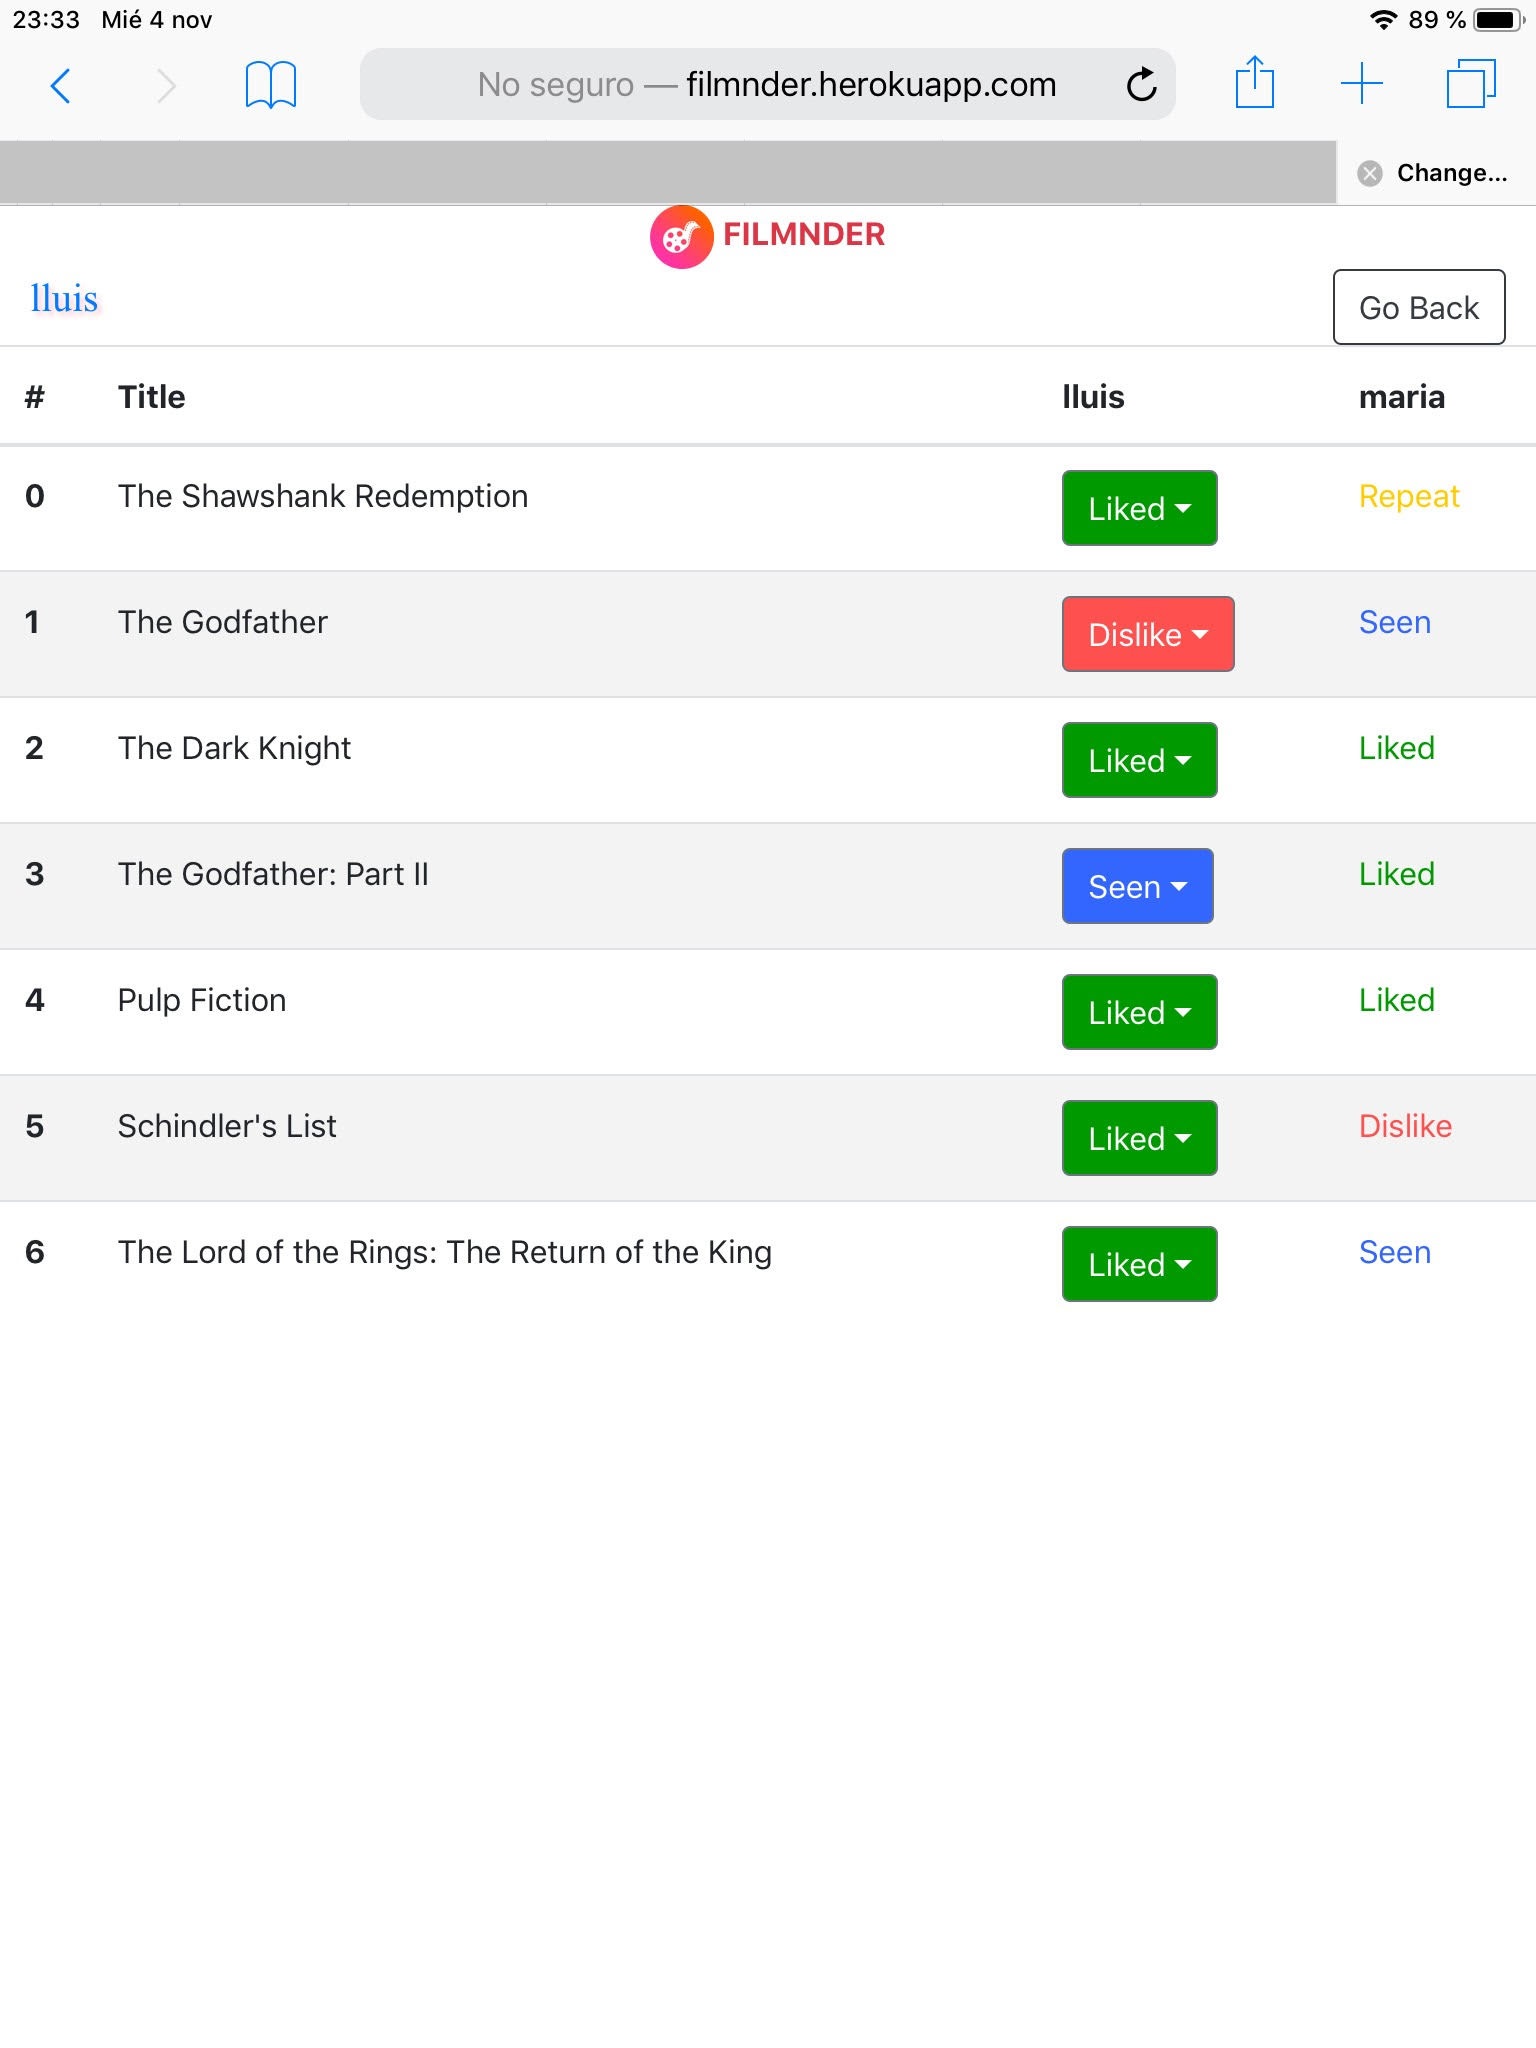 23:33 Mié 4 nov 89 %
No seguro — filmnder.herokuapp.com
Change...
FILMNDER
lluis
Go Back
# Title lluis maria
0 The Shawshank Redemption Liked Repeat
1 The Godfather Dislike Seen
2 The Dark Knight Liked Liked
3 The Godfather: Part II Seen Liked
4 Pulp Fiction Liked Liked
5 Schindler's List Liked Dislike
6 The Lord of the Rings: The Return of the King Liked Seen